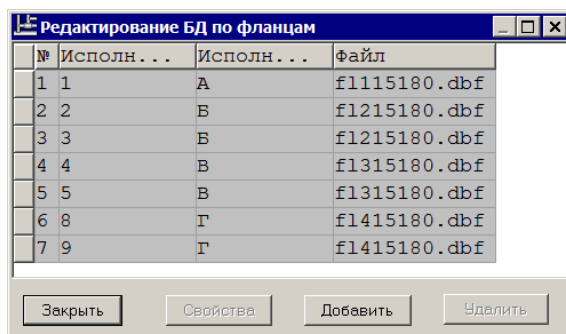 Редактирование БД по фланцам
№ Исполн... Исполн... Файл
1 1 А fl115180.dbf
2 2 Б fl215180.dbf
3 3 Б fl215180.dbf
4 4 В fl315180.dbf
5 5 В fl315180.dbf
6 8 Г fl415180.dbf
7 9 Г fl415180.dbf
Закрыть Свойства Добавить Удалить